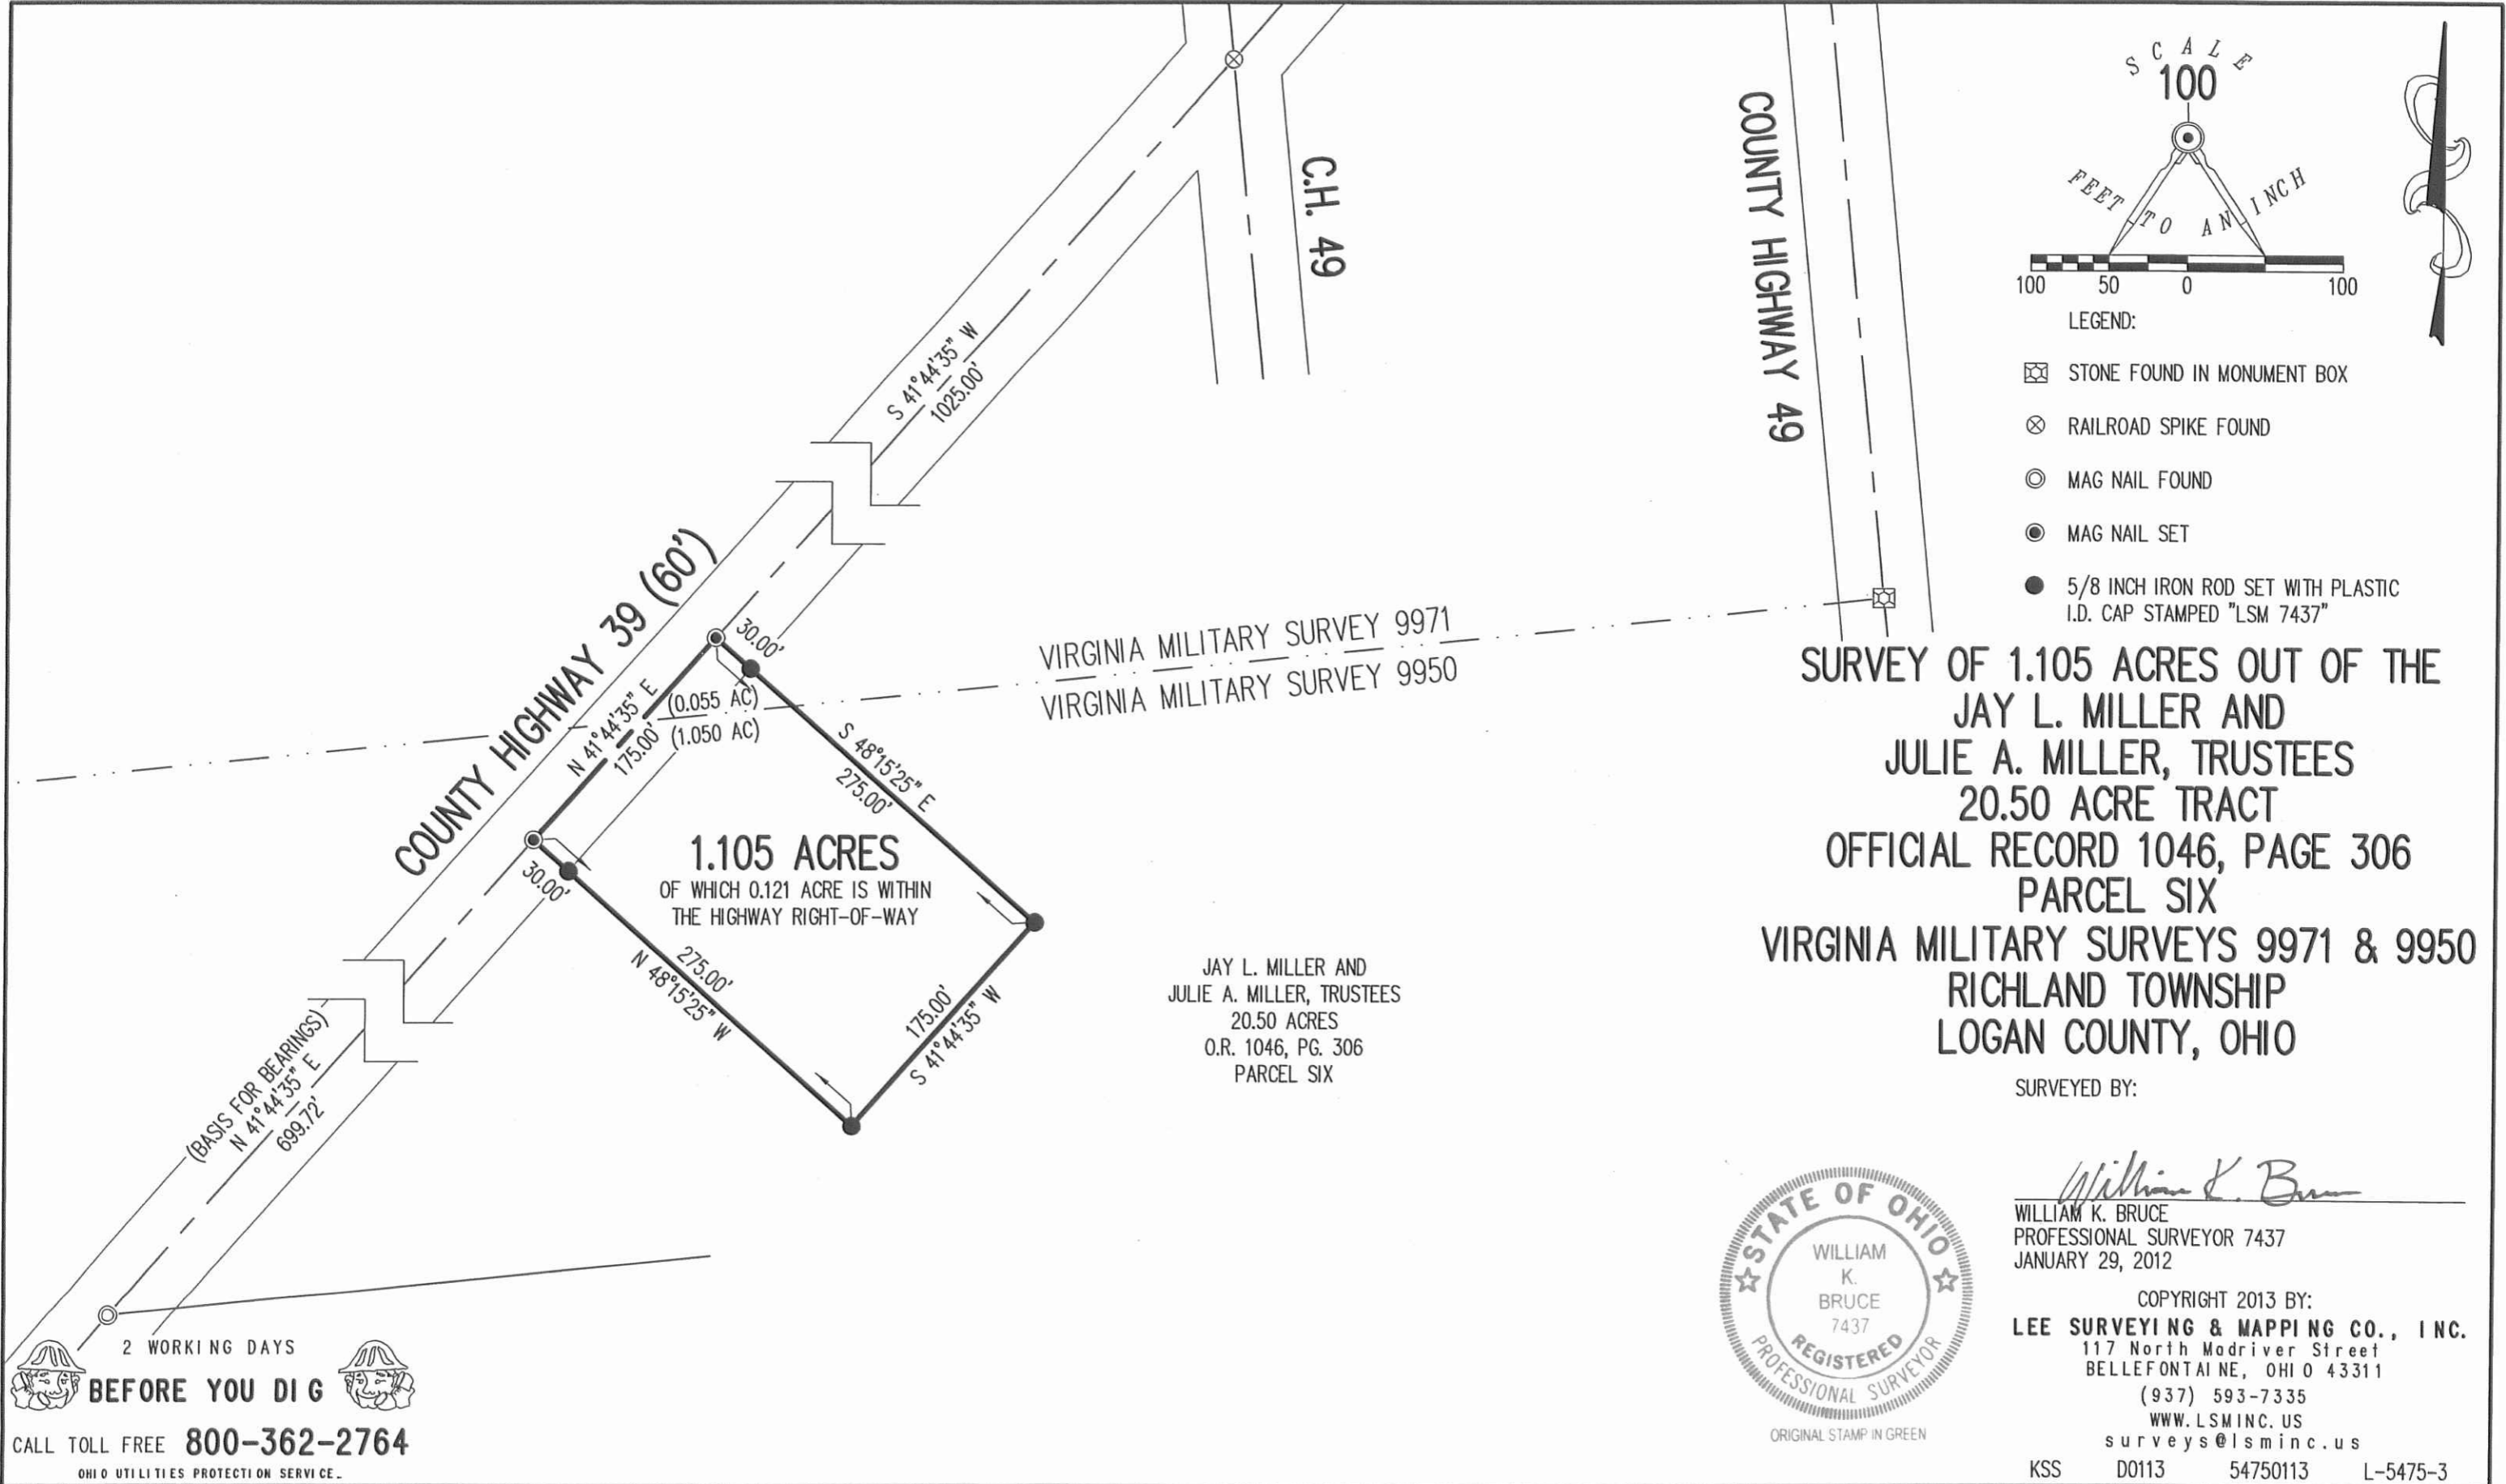 SCALE
100
FEET TO AN INCH
100 50 0 100
LEGEND:
STONE FOUND IN MONUMENT BOX
RAILROAD SPIKE FOUND
MAG NAIL FOUND
MAG NAIL SET
5/8 INCH IRON ROD SET WITH PLASTIC
I.D. CAP STAMPED "LSM 7437"
C.H. 49
COUNTY HIGHWAY 49
S 41°44'35" W
1025.00'
COUNTY HIGHWAY 39 (60')
30.00'
N 41°44'35" E
175.00'
(0.055 AC)
(1.050 AC)
VIRGINIA MILITARY SURVEY 9971
VIRGINIA MILITARY SURVEY 9950
S 48°15'25" E
275.00'
1.105 ACRES
OF WHICH 0.121 ACRE IS WITHIN
THE HIGHWAY RIGHT-OF-WAY
30.00'
275.00'
N 48°15'25" W
175.00'
S 41°44'35" W
JAY L. MILLER AND
JULIE A. MILLER, TRUSTEES
20.50 ACRES
O.R. 1046, PG. 306
PARCEL SIX
(BASIS FOR BEARINGS)
N 41°44'35" E
699.72'
SURVEY OF 1.105 ACRES OUT OF THE
JAY L. MILLER AND
JULIE A. MILLER, TRUSTEES
20.50 ACRE TRACT
OFFICIAL RECORD 1046, PAGE 306
PARCEL SIX
VIRGINIA MILITARY SURVEYS 9971 & 9950
RICHLAND TOWNSHIP
LOGAN COUNTY, OHIO
SURVEYED BY:
William K. Bruce
WILLIAM K. BRUCE
PROFESSIONAL SURVEYOR 7437
JANUARY 29, 2012
STATE OF OHIO
WILLIAM
K.
BRUCE
7437
REGISTERED
PROFESSIONAL SURVEYOR
ORIGINAL STAMP IN GREEN
COPYRIGHT 2013 BY:
LEE SURVEYING & MAPPING CO., INC.
117 North Madriver Street
BELLEFONTAINE, OHIO 43311
(937) 593-7335
WWW.LSMINC.US
surveys@lsminc.us
KSS D0113 54750113 L-5475-3
2 WORKING DAYS
BEFORE YOU DIG
CALL TOLL FREE 800-362-2764
OHIO UTILITIES PROTECTION SERVICE.